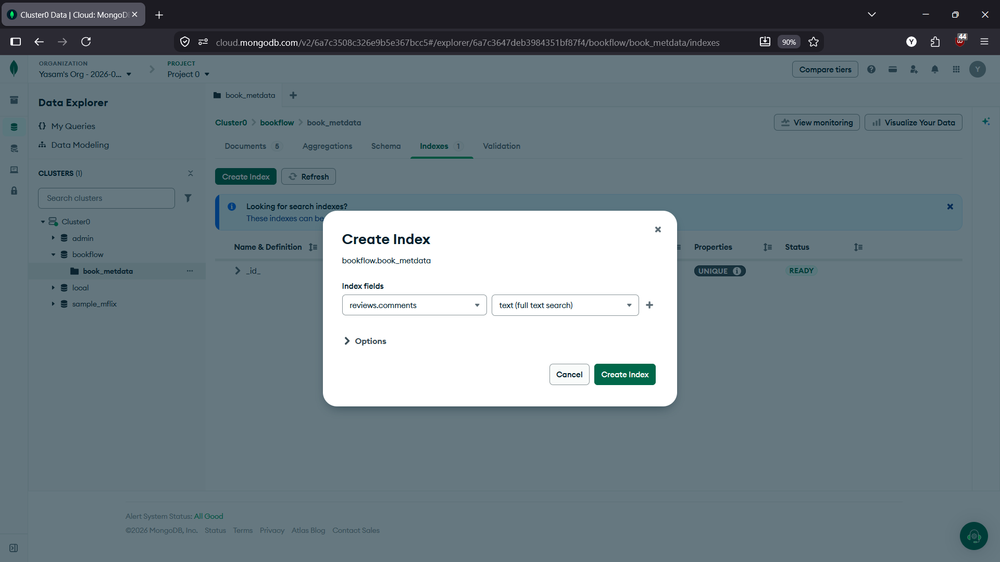 Cluster0 Data | Cloud: MongoD
44
cloud.mongodb.com/v2/6a7c3508c326e9b5e367bcc5#/explorer/6a7c3647deb3984351bf87f4/bookflow/book_metdata/indexes
90%
Y
ORGANIZATION
Yasam's Org - 2026-0...
PROJECT
Project 0
Compare tiers
Y
Data Explorer
My Queries
Data Modeling
CLUSTERS (1)
Search clusters
Cluster0
admin
bookflow
book_metdata
local
sample_mflix
book_metdata
Cluster0 > bookflow > book_metdata
View monitoring
Visualize Your Data
Documents 5
Aggregations
Schema
Indexes 1
Validation
Create Index
Refresh
Looking for search indexes?
These indexes can be
Name & Definition
Properties
Status
_id_
UNIQUE
READY
Create Index
bookflow.book_metdata
Index fields
reviews.comments
text (full text search)
Options
Cancel
Create Index
Alert System Status: All Good
©2026 MongoDB, Inc. Status Terms Privacy Atlas Blog Contact Sales